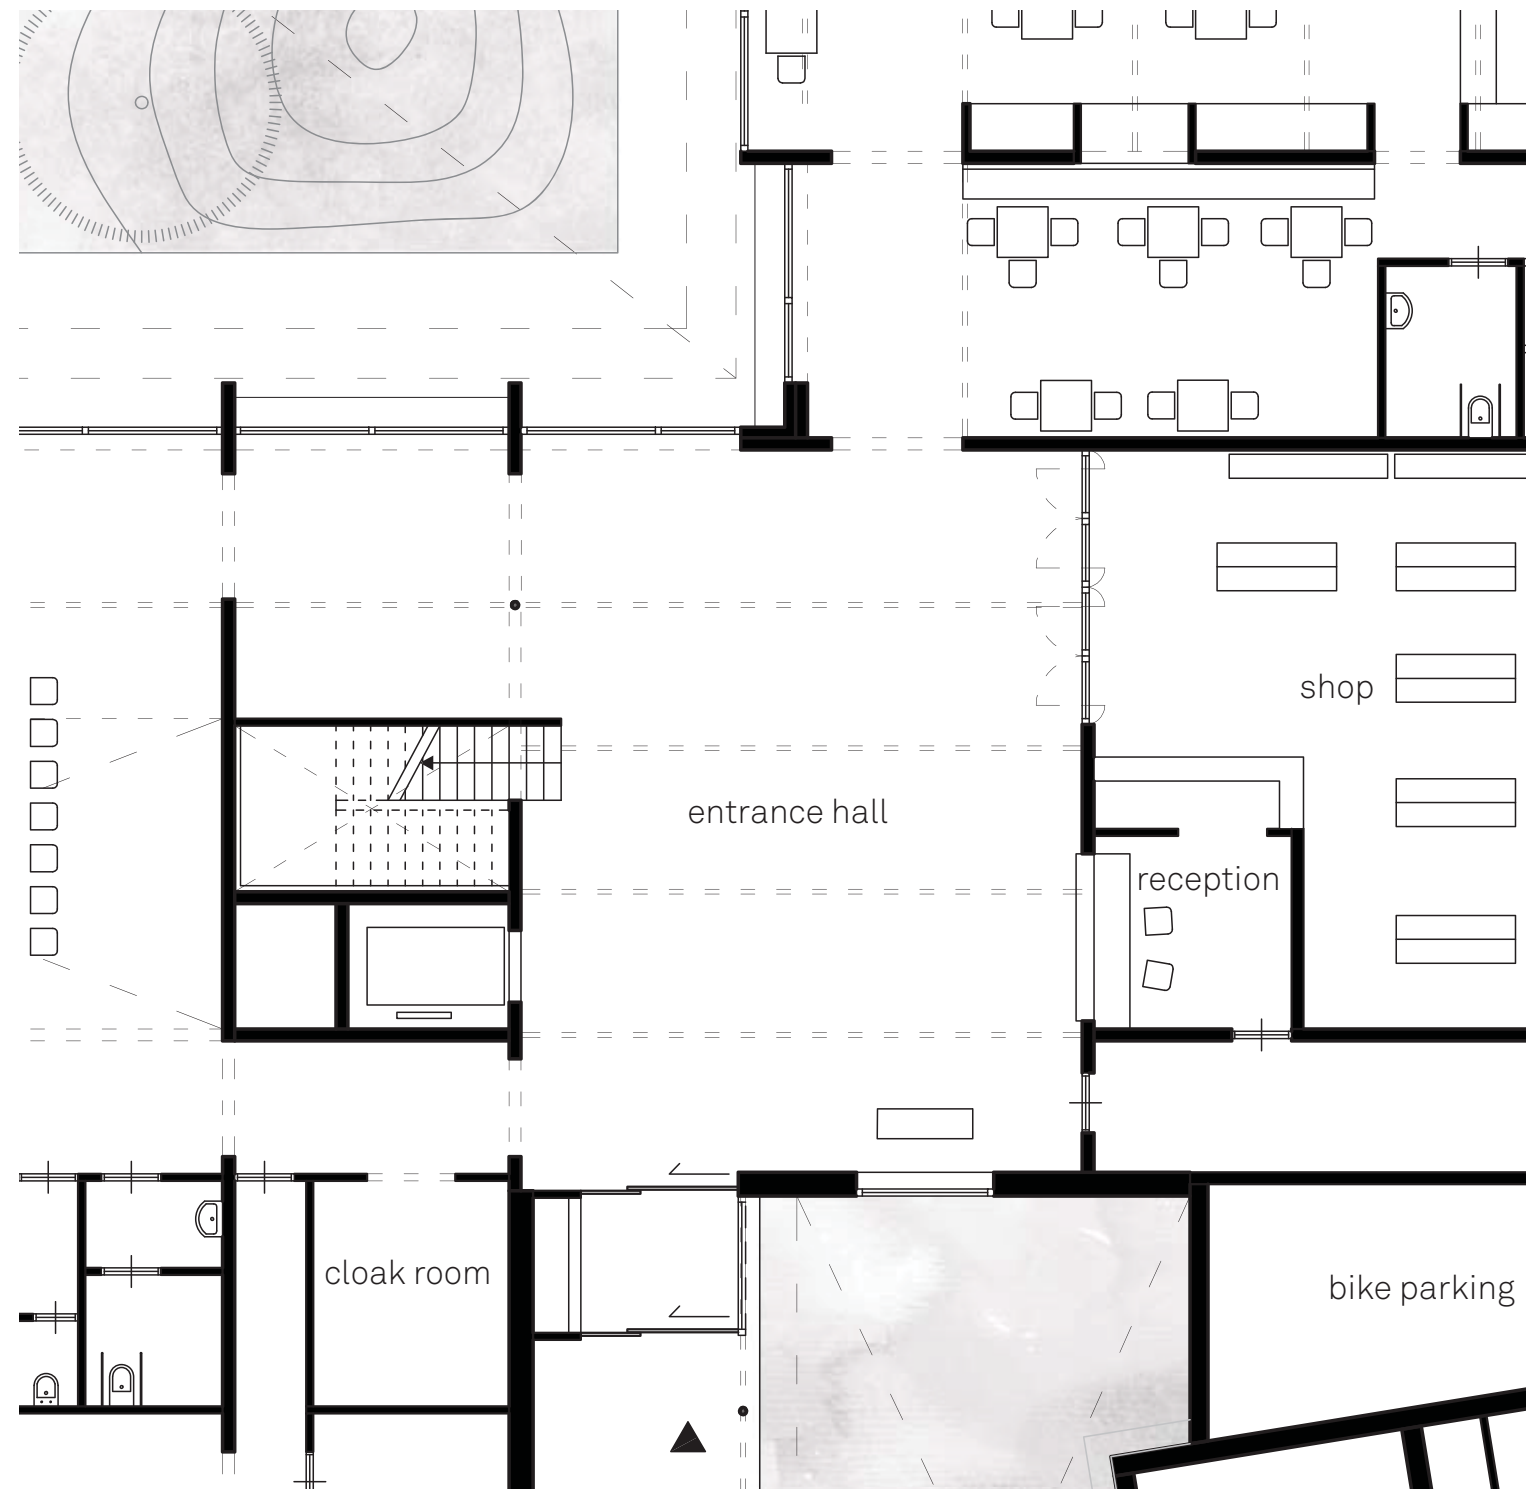 shop
entrance hall
reception
cloak room
bike parking